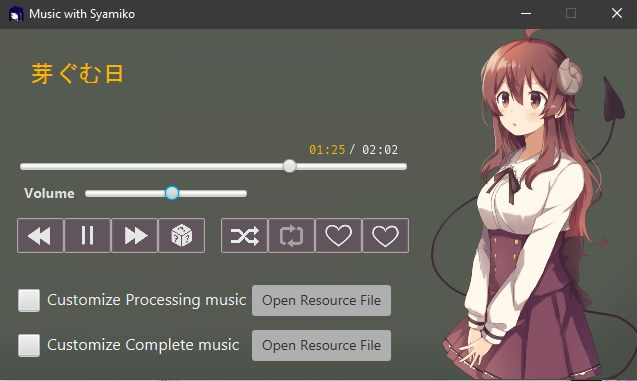 Music with Syamiko
芽ぐむ日
01:25 / 02:02
Volume
? ? ?
Customize Processing music Open Resource File
Customize Complete music Open Resource File